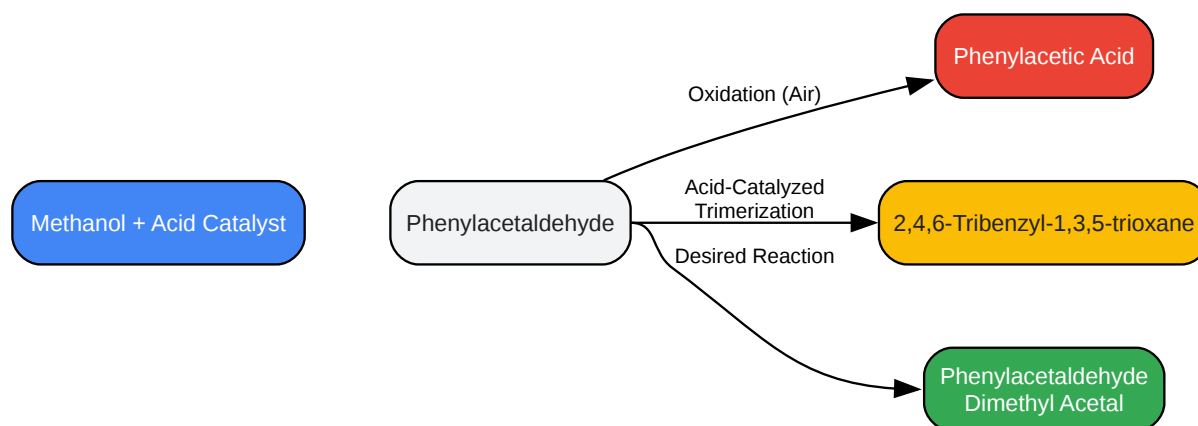 Phenylacetic Acid
Oxidation (Air)
Methanol + Acid Catalyst
Phenylacetaldehyde
Acid-Catalyzed
Trimerization
2,4,6-Tribenzyl-1,3,5-trioxane
Desired Reaction
Phenylacetaldehyde
Dimethyl Acetal